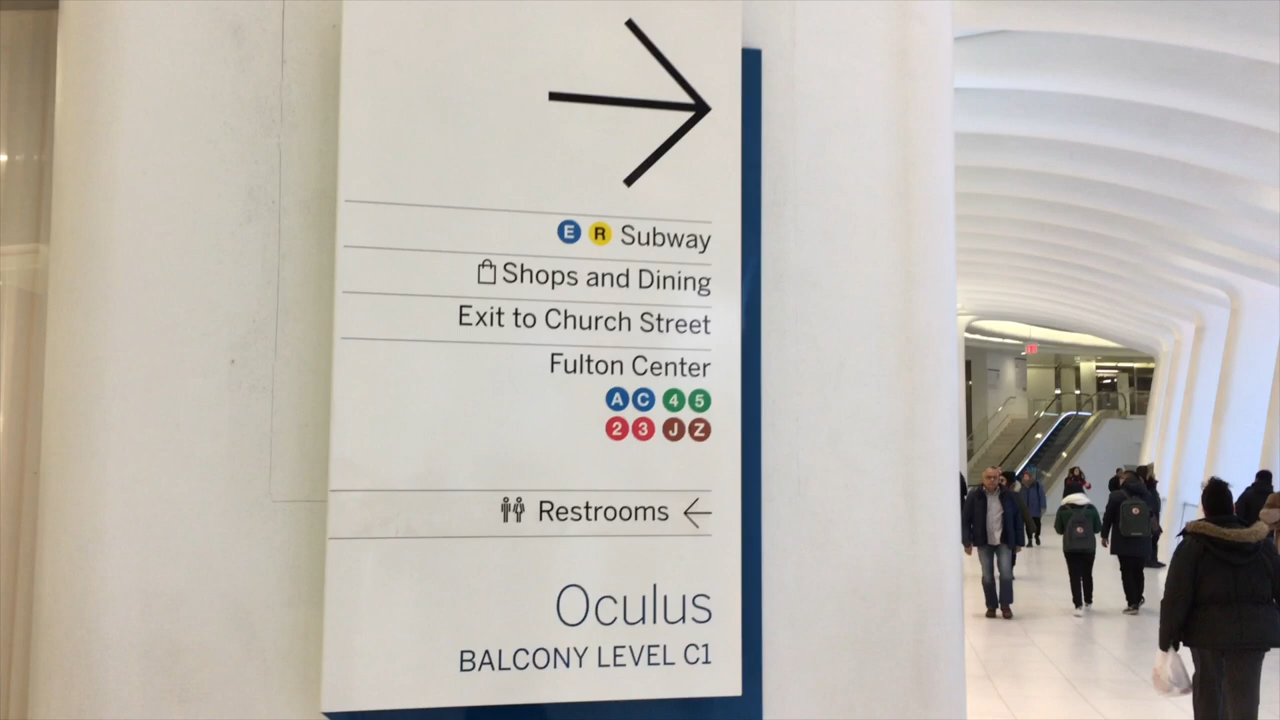 E R Subway
Shops and Dining
Exit to Church Street
Fulton Center
A C 4 5
2 3 J Z
Restrooms
Oculus
BALCONY LEVEL C1